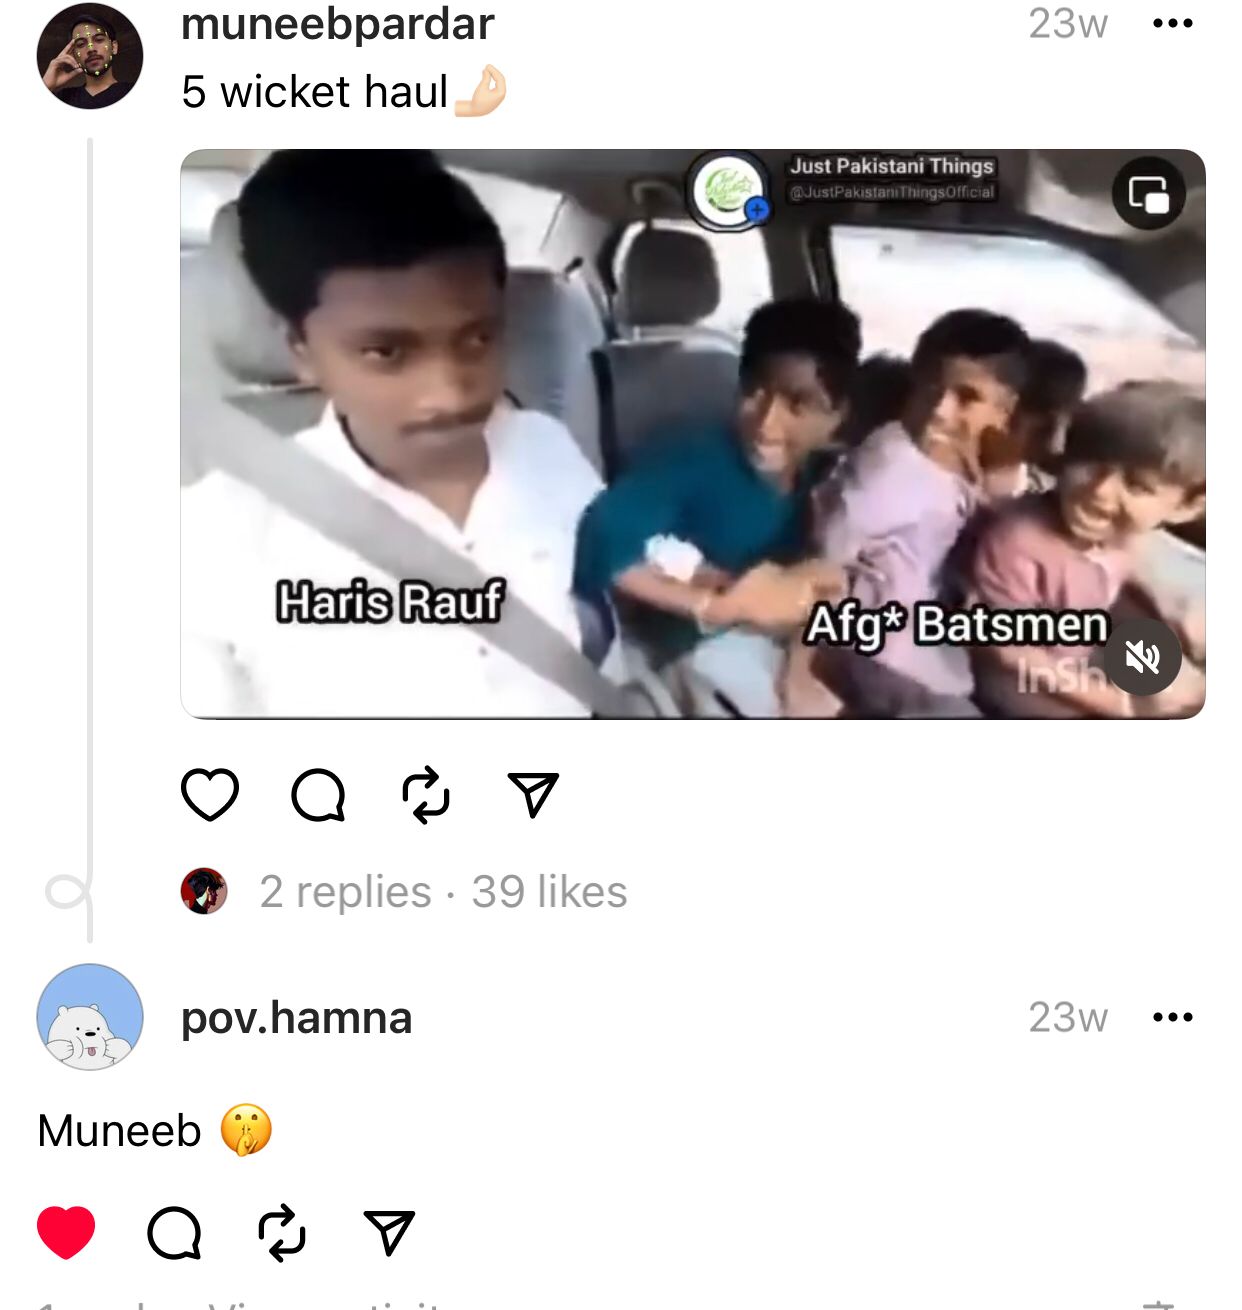 muneebpardar 23w
5 wicket haul🤌🏻
Just Pakistani Things
@JustPakistaniThingsOfficial
Haris Rauf
Afg* Batsmen
InSh
2 replies · 39 likes
pov.hamna 23w
Muneeb 🤫